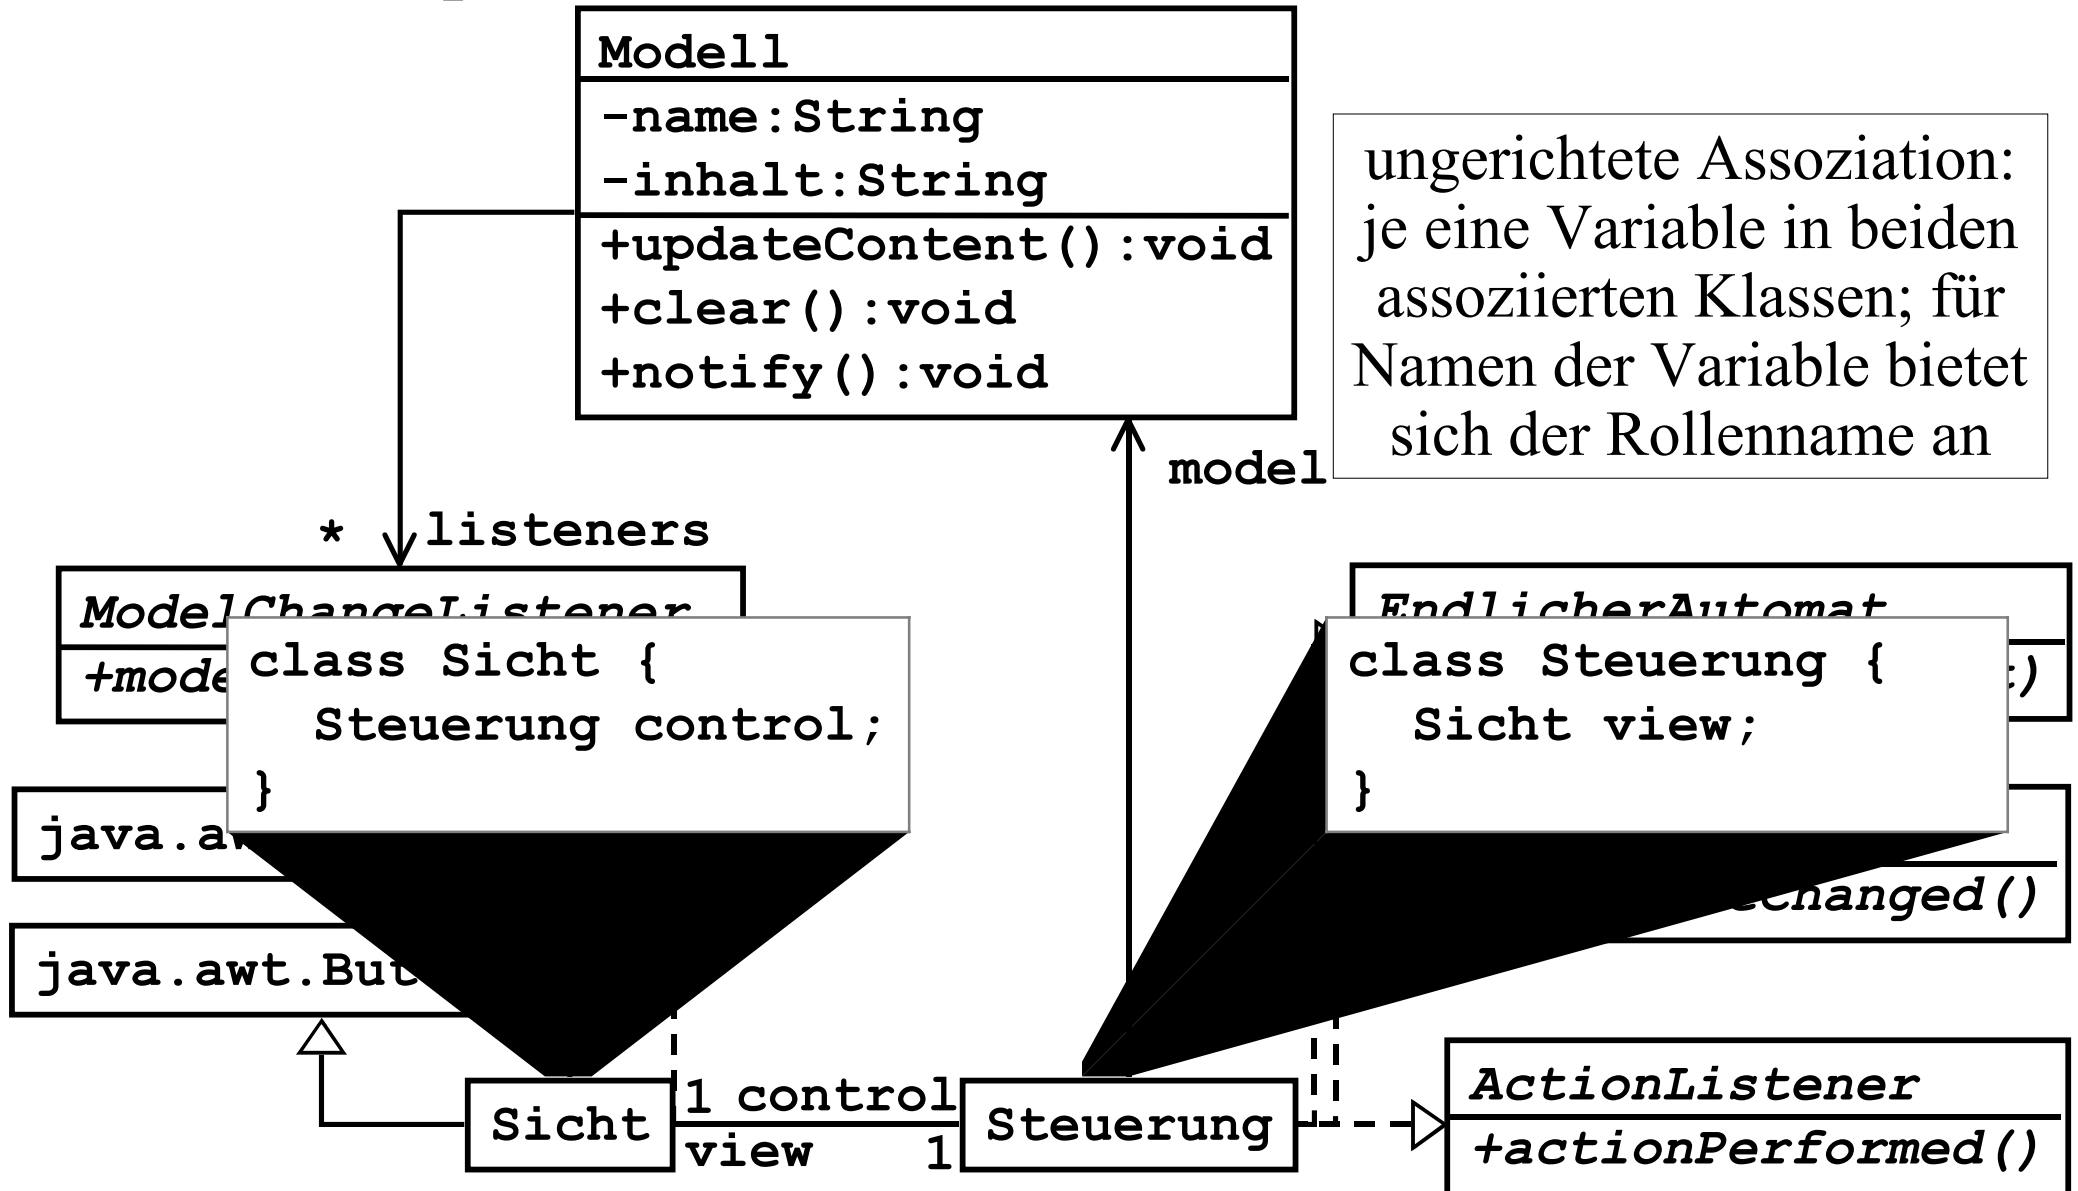 Modell
-name:String
-inhalt:String
+updateContent():void
+clear():void
+notify():void
ungerichtete Assoziation:
je eine Variable in beiden
assoziierten Klassen; für
Namen der Variable bietet
sich der Rollenname an
model
* listeners
ModelChangeListener
EndlicherAutomat
class Sicht {
Steuerung control;
}
class Steuerung {
Sicht view;
}
ActionListener
+actionPerformed()
Sicht
1 control
view 1
Steuerung